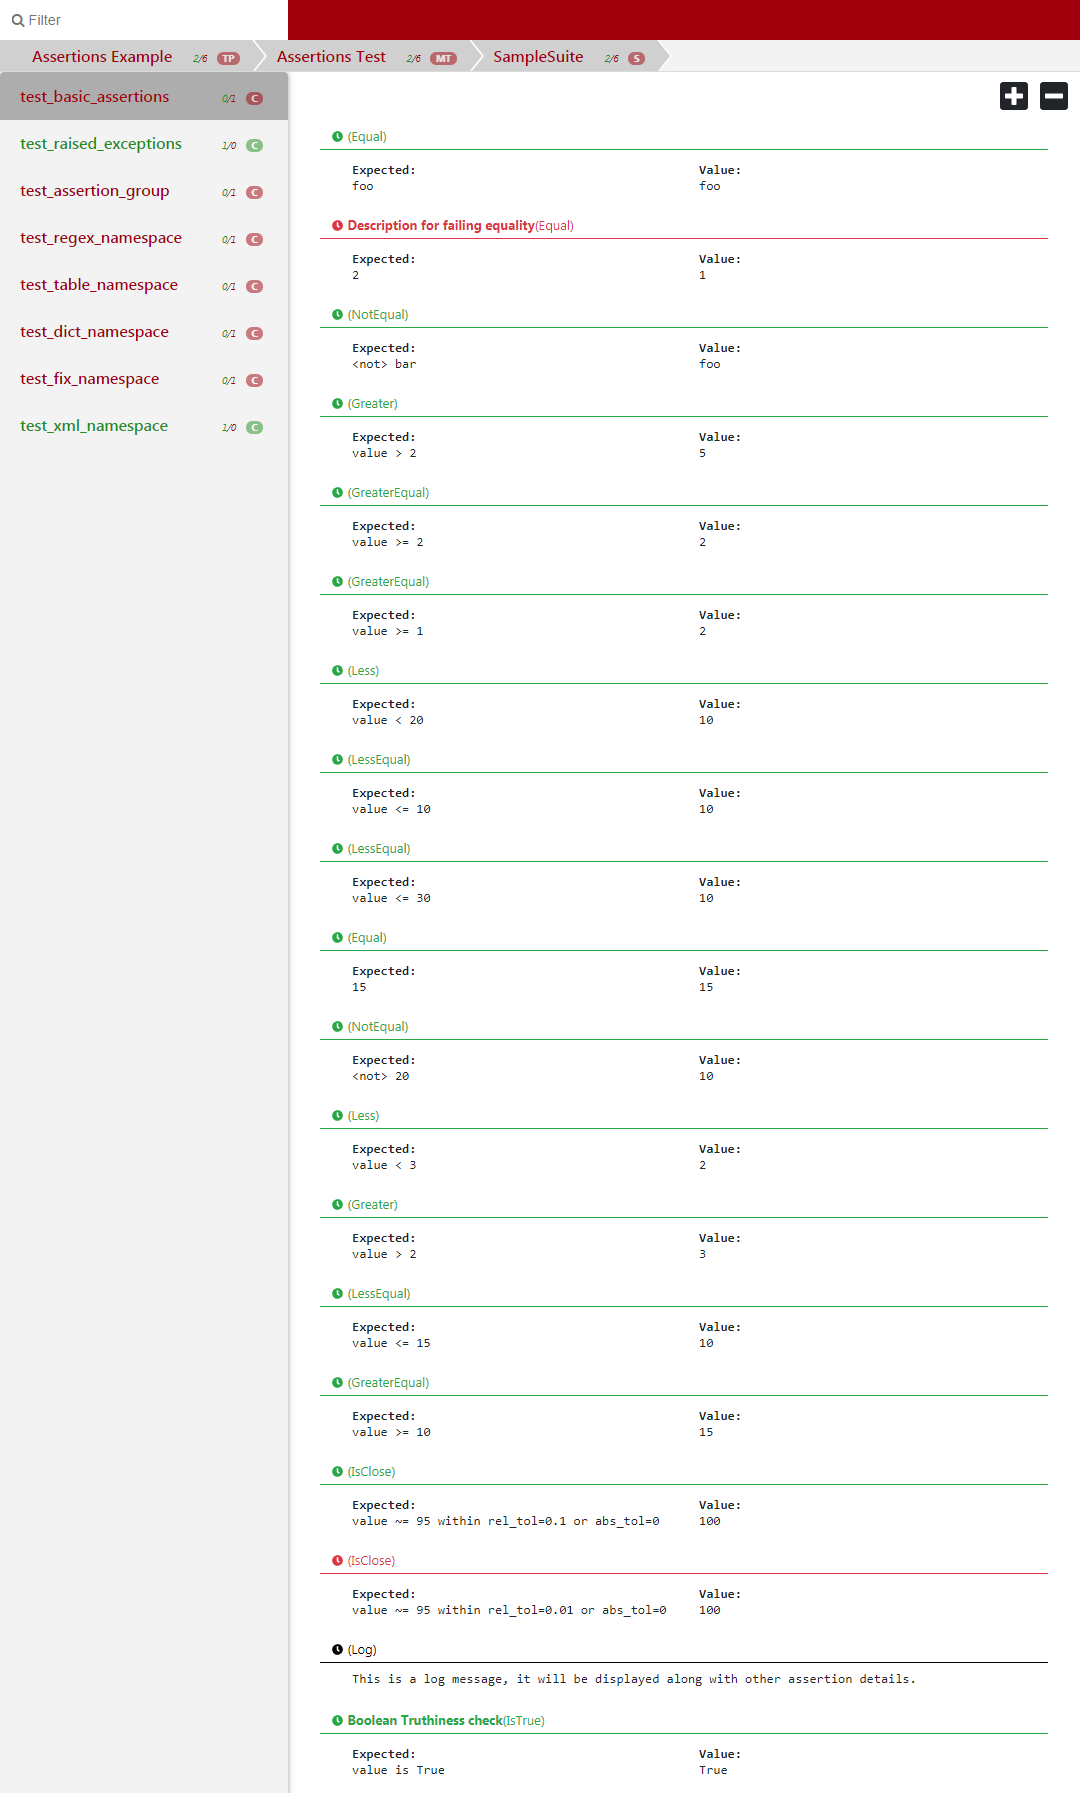 Filter
Assertions Example 2/6 TP Assertions Test 2/6 MT SampleSuite 2/6 S
test_basic_assertions 0/1 C
test_raised_exceptions 1/0 C
test_assertion_group 0/1 C
test_regex_namespace 0/1 C
test_table_namespace 0/1 C
test_dict_namespace 0/1 C
test_fix_namespace 0/1 C
test_xml_namespace 1/0 C
(Equal)
Expected: Value:
foo foo
Description for failing equality(Equal)
Expected: Value:
2 1
(NotEqual)
Expected: Value:
<not> bar foo
(Greater)
Expected: Value:
value > 2 5
(GreaterEqual)
Expected: Value:
value >= 2 2
(GreaterEqual)
Expected: Value:
value >= 1 2
(Less)
Expected: Value:
value < 20 10
(LessEqual)
Expected: Value:
value <= 10 10
(LessEqual)
Expected: Value:
value <= 30 10
(Equal)
Expected: Value:
15 15
(NotEqual)
Expected: Value:
<not> 20 10
(Less)
Expected: Value:
value < 3 2
(Greater)
Expected: Value:
value > 2 3
(LessEqual)
Expected: Value:
value <= 15 10
(GreaterEqual)
Expected: Value:
value >= 10 15
(IsClose)
Expected: Value:
value ~= 95 within rel_tol=0.1 or abs_tol=0 100
(IsClose)
Expected: Value:
value ~= 95 within rel_tol=0.01 or abs_tol=0 100
(Log)
This is a log message, it will be displayed along with other assertion details.
Boolean Truthiness check(IsTrue)
Expected: Value:
value is True True